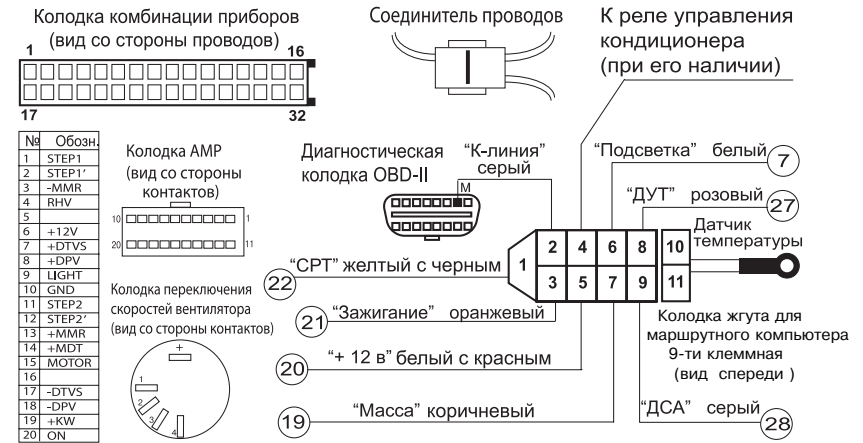 Колодка комбинации приборов
(вид со стороны проводов)
1 16
17 32
Соединитель проводов
К реле управления
кондиционера
(при его наличии)
№ Обозн.
1 STEP1
2 STEP1′
3 -MMR
4 RHV
5
6 +12V
7 +DTVS
8 +DPV
9 LIGHT
10 GND
11 STEP2
12 STEP2′
13 +MMR
14 +MDT
15 MOTOR
16
17 -DTVS
18 -DPV
19 +KW
20 ON
Колодка AMP
(вид со стороны
контактов)
10 1
20 11
Колодка переключения
скоростей вентилятора
(вид со стороны контактов)
+
1
2
3
4
Диагностическая
колодка OBD-II
M
"К-линия"
серый
"Подсветка" белый 7
"ДУТ" розовый 27
Датчик
температуры
1 2 4 6 8 10
3 5 7 9 11
"СРТ" желтый с черным
22
"Зажигание" оранжевый
21
"+ 12 в" белый с красным
20
"Масса" коричневый
19
Колодка жгута для
маршрутного компьютера
9-ти клеммная
(вид спереди )
"ДСА" серый 28